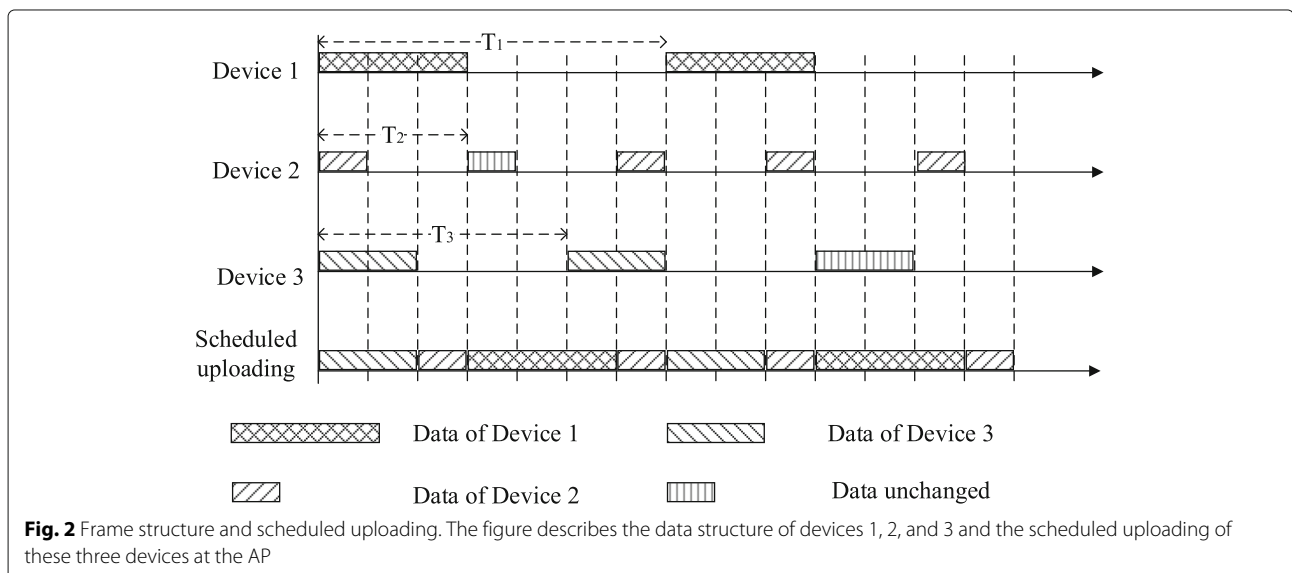 T1
Device 1
T2
Device 2
T3
Device 3
Scheduled
uploading
Data of Device 1
Data of Device 3
Data of Device 2
Data unchanged
Fig. 2 Frame structure and scheduled uploading. The figure describes the data structure of devices 1, 2, and 3 and the scheduled uploading of
these three devices at the AP